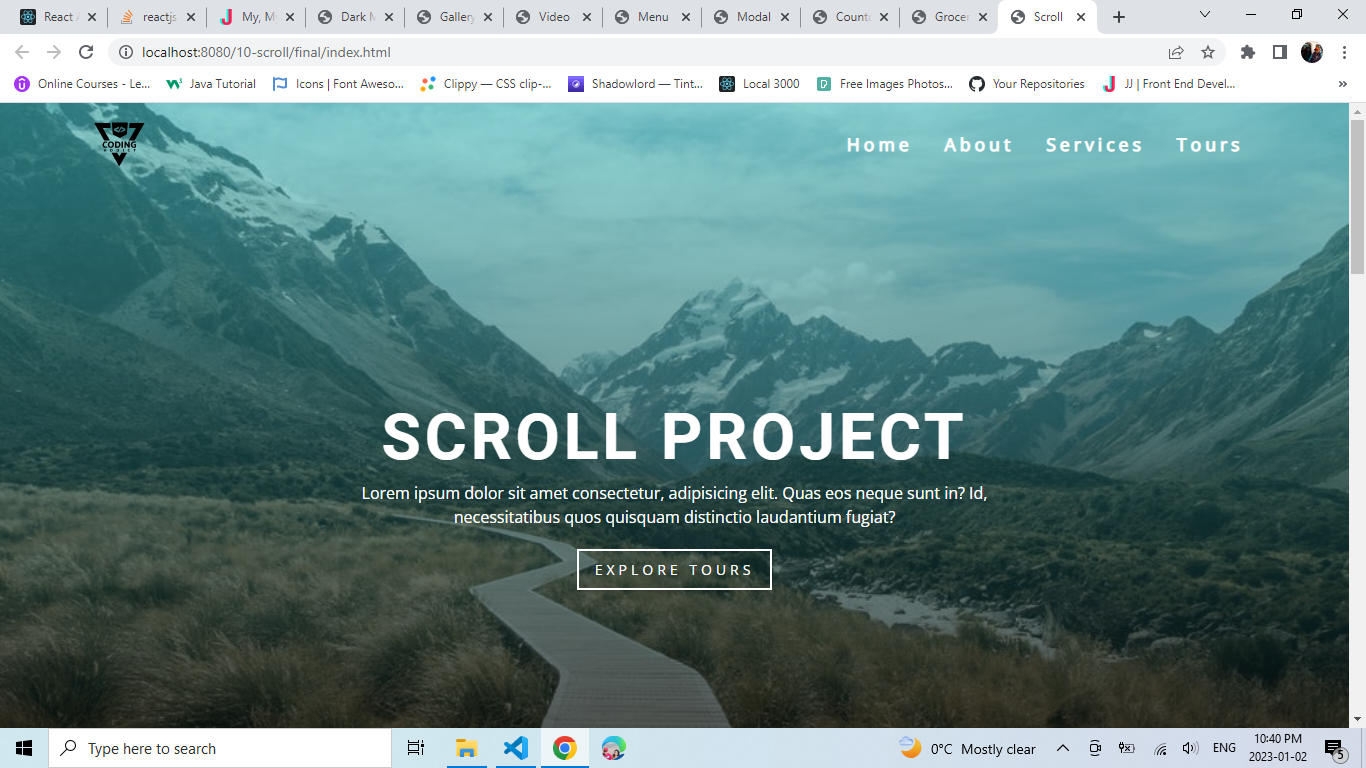 React A
reactjs
My, My
Dark M
Gallery
Video
Menu
Modal
Counte
Grocer
Scroll
localhost:8080/10-scroll/final/index.html
Online Courses - Le...
Java Tutorial
Icons | Font Aweso...
Clippy — CSS clip-...
Shadowlord — Tint...
Local 3000
Free Images Photos...
Your Repositories
JJ | Front End Devel...
»
</>
CODING
ADDICT
Home
About
Services
Tours
SCROLL PROJECT
Lorem ipsum dolor sit amet consectetur, adipisicing elit. Quas eos neque sunt in? Id,
necessitatibus quos quisquam distinctio laudantium fugiat?
EXPLORE TOURS
Type here to search
0°C Mostly clear
ENG
10:40 PM
2023-01-02
5